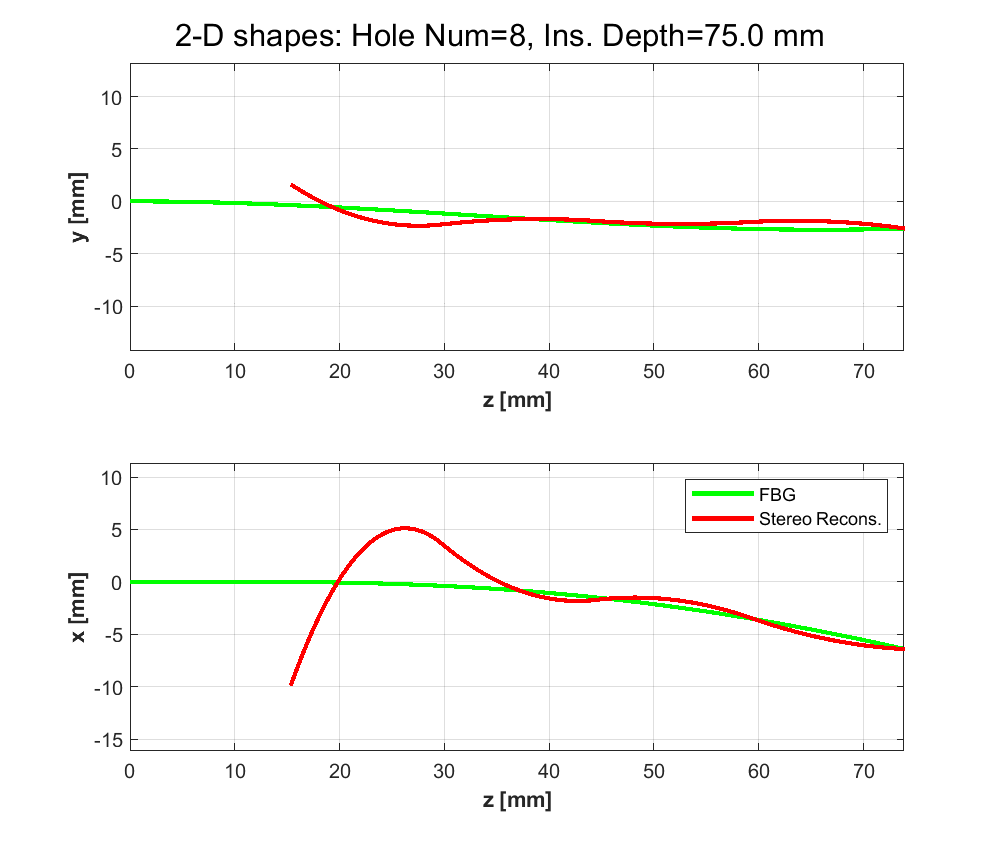 2-D shapes: Hole Num=8, Ins. Depth=75.0 mm
10
5
0
-5
-10
y [mm]
0 10 20 30 40 50 60 70
z [mm]
10
5
0
-5
-10
-15
x [mm]
FBG
Stereo Recons.
0 10 20 30 40 50 60 70
z [mm]